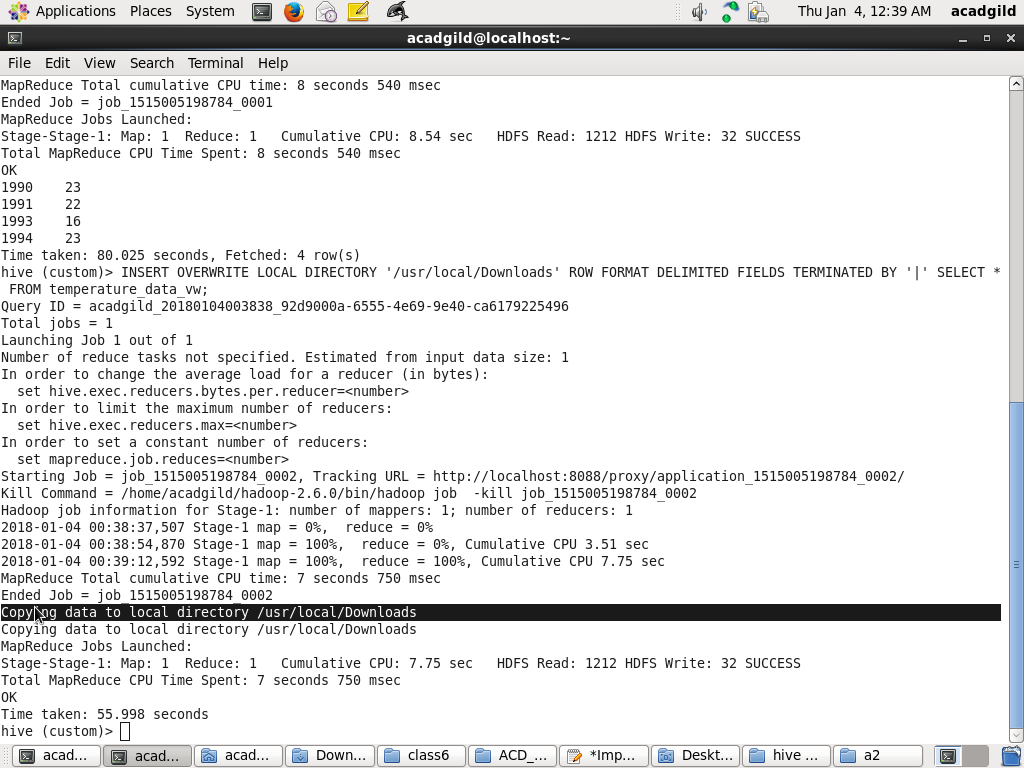 Applications Places System Thu Jan 4, 12:39 AM acadgild
acadgild@localhost:~
File Edit View Search Terminal Help
MapReduce Total cumulative CPU time: 8 seconds 540 msec
Ended Job = job_1515005198784_0001
MapReduce Jobs Launched:
Stage-Stage-1: Map: 1  Reduce: 1   Cumulative CPU: 8.54 sec   HDFS Read: 1212 HDFS Write: 32 SUCCESS
Total MapReduce CPU Time Spent: 8 seconds 540 msec
OK
1990    23
1991    22
1993    16
1994    23
Time taken: 80.025 seconds, Fetched: 4 row(s)
hive (custom)> INSERT OVERWRITE LOCAL DIRECTORY '/usr/local/Downloads' ROW FORMAT DELIMITED FIELDS TERMINATED BY '|' SELECT *
 FROM temperature_data_vw;
Query ID = acadgild_20180104003838_92d9000a-6555-4e69-9e40-ca6179225496
Total jobs = 1
Launching Job 1 out of 1
Number of reduce tasks not specified. Estimated from input data size: 1
In order to change the average load for a reducer (in bytes):
  set hive.exec.reducers.bytes.per.reducer=<number>
In order to limit the maximum number of reducers:
  set hive.exec.reducers.max=<number>
In order to set a constant number of reducers:
  set mapreduce.job.reduces=<number>
Starting Job = job_1515005198784_0002, Tracking URL = http://localhost:8088/proxy/application_1515005198784_0002/
Kill Command = /home/acadgild/hadoop-2.6.0/bin/hadoop job  -kill job_1515005198784_0002
Hadoop job information for Stage-1: number of mappers: 1; number of reducers: 1
2018-01-04 00:38:37,507 Stage-1 map = 0%,  reduce = 0%
2018-01-04 00:38:54,870 Stage-1 map = 100%,  reduce = 0%, Cumulative CPU 3.51 sec
2018-01-04 00:39:12,592 Stage-1 map = 100%,  reduce = 100%, Cumulative CPU 7.75 sec
MapReduce Total cumulative CPU time: 7 seconds 750 msec
Ended Job = job_1515005198784_0002
Copying data to local directory /usr/local/Downloads
Copying data to local directory /usr/local/Downloads
MapReduce Jobs Launched:
Stage-Stage-1: Map: 1  Reduce: 1   Cumulative CPU: 7.75 sec   HDFS Read: 1212 HDFS Write: 32 SUCCESS
Total MapReduce CPU Time Spent: 7 seconds 750 msec
OK
Time taken: 55.998 seconds
hive (custom)>
acad... acad... acad... Down... class6 ACD_... *Imp... Deskt... hive ... a2